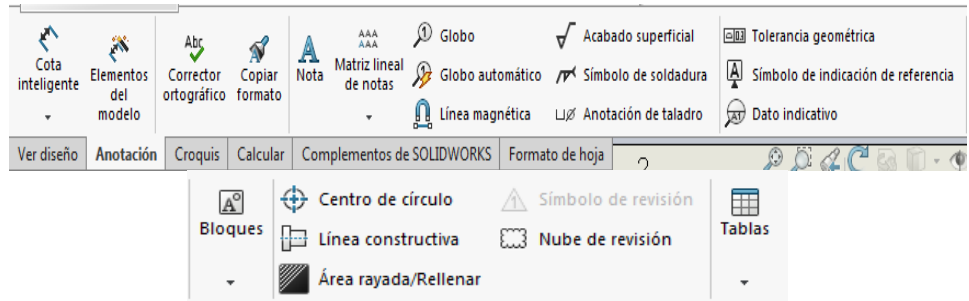 Cota
inteligente
Elementos
del
modelo
Abc
Corrector
ortográfico
Copiar
formato
A
Nota
AAA
AAA
Matriz lineal
de notas
1 Globo
Globo automático
Línea magnética
Acabado superficial
Símbolo de soldadura
Anotación de taladro
Tolerancia geométrica
A Símbolo de indicación de referencia
A1 Dato indicativo
Ver diseño Anotación Croquis Calcular Complementos de SOLIDWORKS Formato de hoja
A
Bloques
Centro de círculo
Línea constructiva
Área rayada/Rellenar
1 Símbolo de revisión
Nube de revisión
Tablas